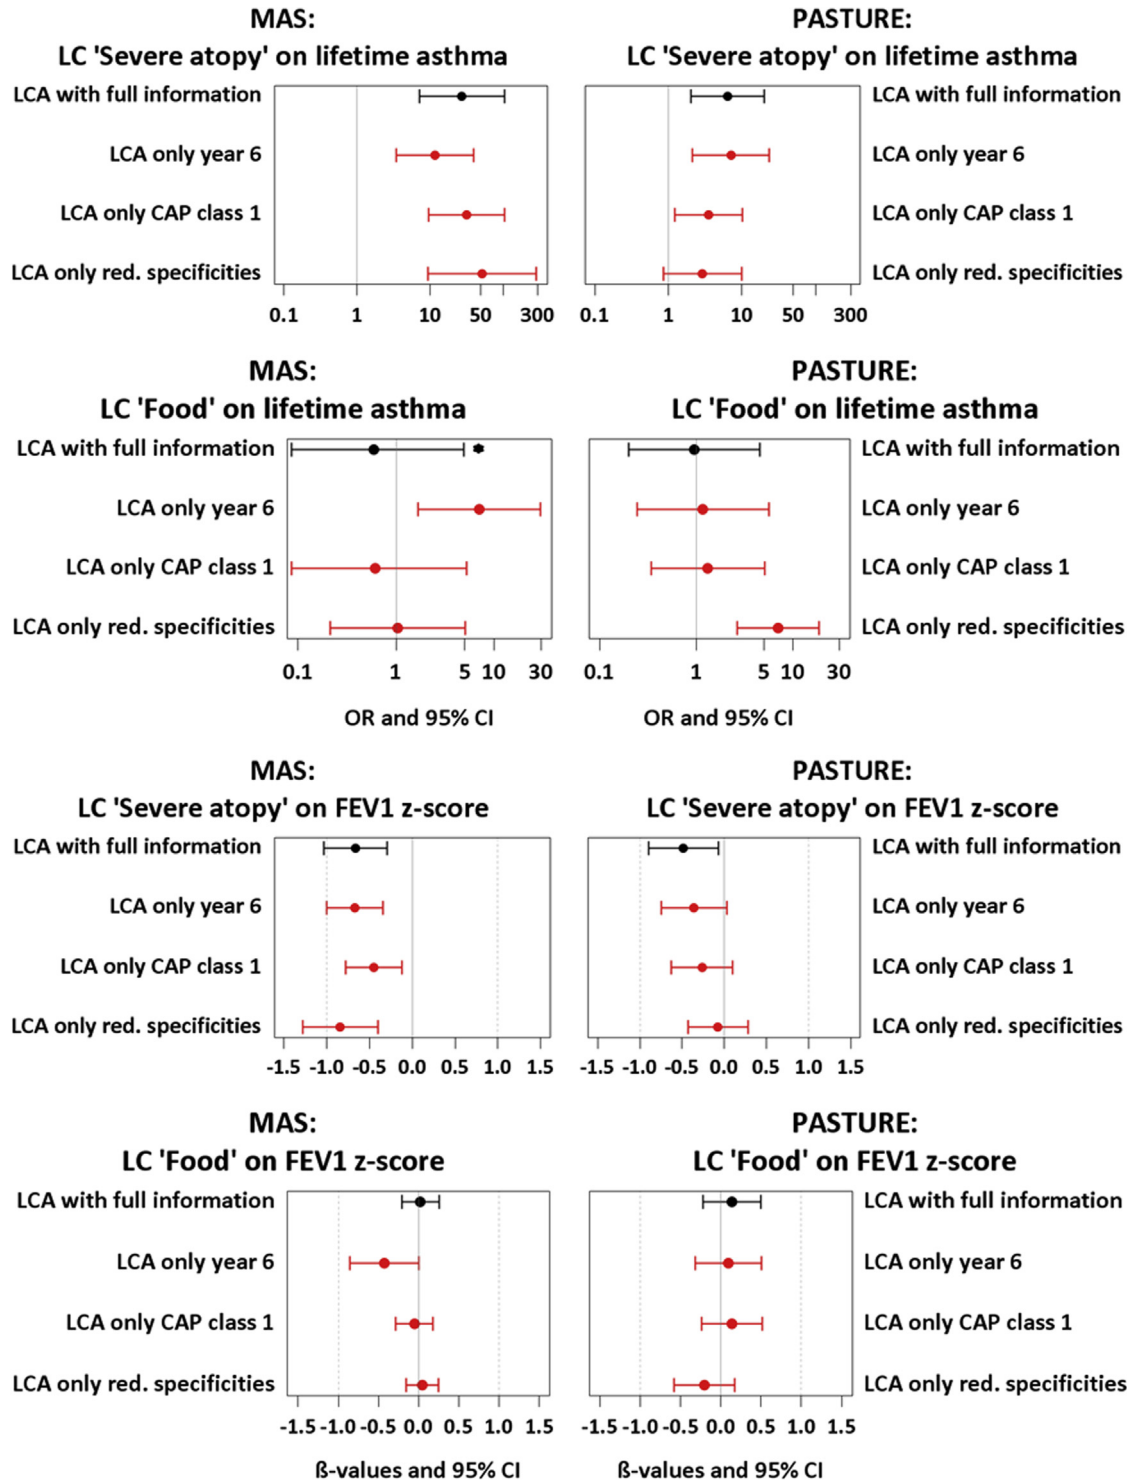 MAS:
LC 'Severe atopy' on lifetime asthma
LCA with full information
LCA only year 6
LCA only CAP class 1
LCA only red. specificities
0.1 1 10 50 300
PASTURE:
LC 'Severe atopy' on lifetime asthma
LCA with full information
LCA only year 6
LCA only CAP class 1
LCA only red. specificities
0.1 1 10 50 300
MAS:
LC 'Food' on lifetime asthma
LCA with full information
*
LCA only year 6
LCA only CAP class 1
LCA only red. specificities
0.1 1 5 10 30
OR and 95% CI
PASTURE:
LC 'Food' on lifetime asthma
LCA with full information
LCA only year 6
LCA only CAP class 1
LCA only red. specificities
0.1 1 5 10 30
OR and 95% CI
MAS:
LC 'Severe atopy' on FEV1 z-score
LCA with full information
LCA only year 6
LCA only CAP class 1
LCA only red. specificities
-1.5 -1.0 -0.5 0.0 0.5 1.0 1.5
PASTURE:
LC 'Severe atopy' on FEV1 z-score
LCA with full information
LCA only year 6
LCA only CAP class 1
LCA only red. specificities
-1.5 -1.0 -0.5 0.0 0.5 1.0 1.5
MAS:
LC 'Food' on FEV1 z-score
LCA with full information
LCA only year 6
LCA only CAP class 1
LCA only red. specificities
-1.5 -1.0 -0.5 0.0 0.5 1.0 1.5
ß-values and 95% CI
PASTURE:
LC 'Food' on FEV1 z-score
LCA with full information
LCA only year 6
LCA only CAP class 1
LCA only red. specificities
-1.5 -1.0 -0.5 0.0 0.5 1.0 1.5
ß-values and 95% CI